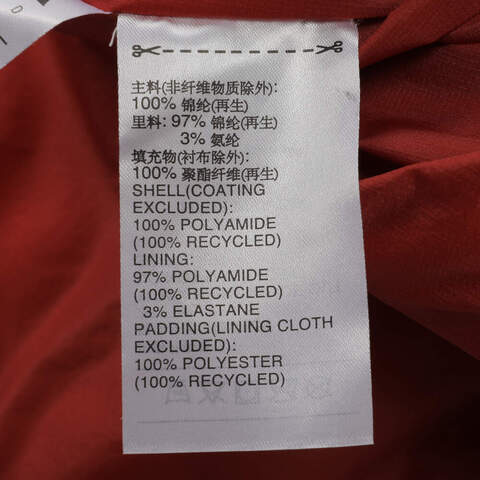 主料(非纤维物质除外):
100% 锦纶(再生)
里料: 97% 锦纶(再生)
3% 氨纶
填充物(衬布除外):
100% 聚酯纤维(再生)
SHELL(COATING
EXCLUDED):
100% POLYAMIDE
(100% RECYCLED)
LINING:
97% POLYAMIDE
(100% RECYCLED)
3% ELASTANE
PADDING(LINING CLOTH
EXCLUDED):
100% POLYESTER
(100% RECYCLED)